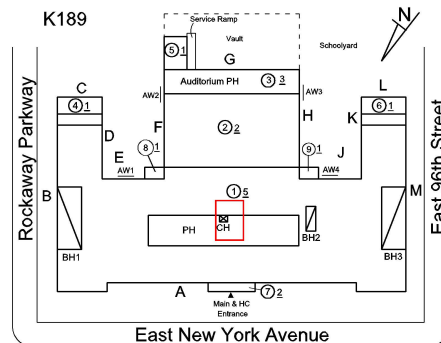 K189
Service Ramp
N
Vault
Schoolyard
5 1
G
Auditorium PH
3 3
C
L
AW2
AW3
4 1
6 1
D
F
H
K
2 2
E
8 1
9 1
J
AW1
AW4
Rockaway Parkway
East 96th Street
B
M
1 5
PH
CH
BH1
BH2
BH3
A
7 2
Main & HC
Entrance
East New York Avenue